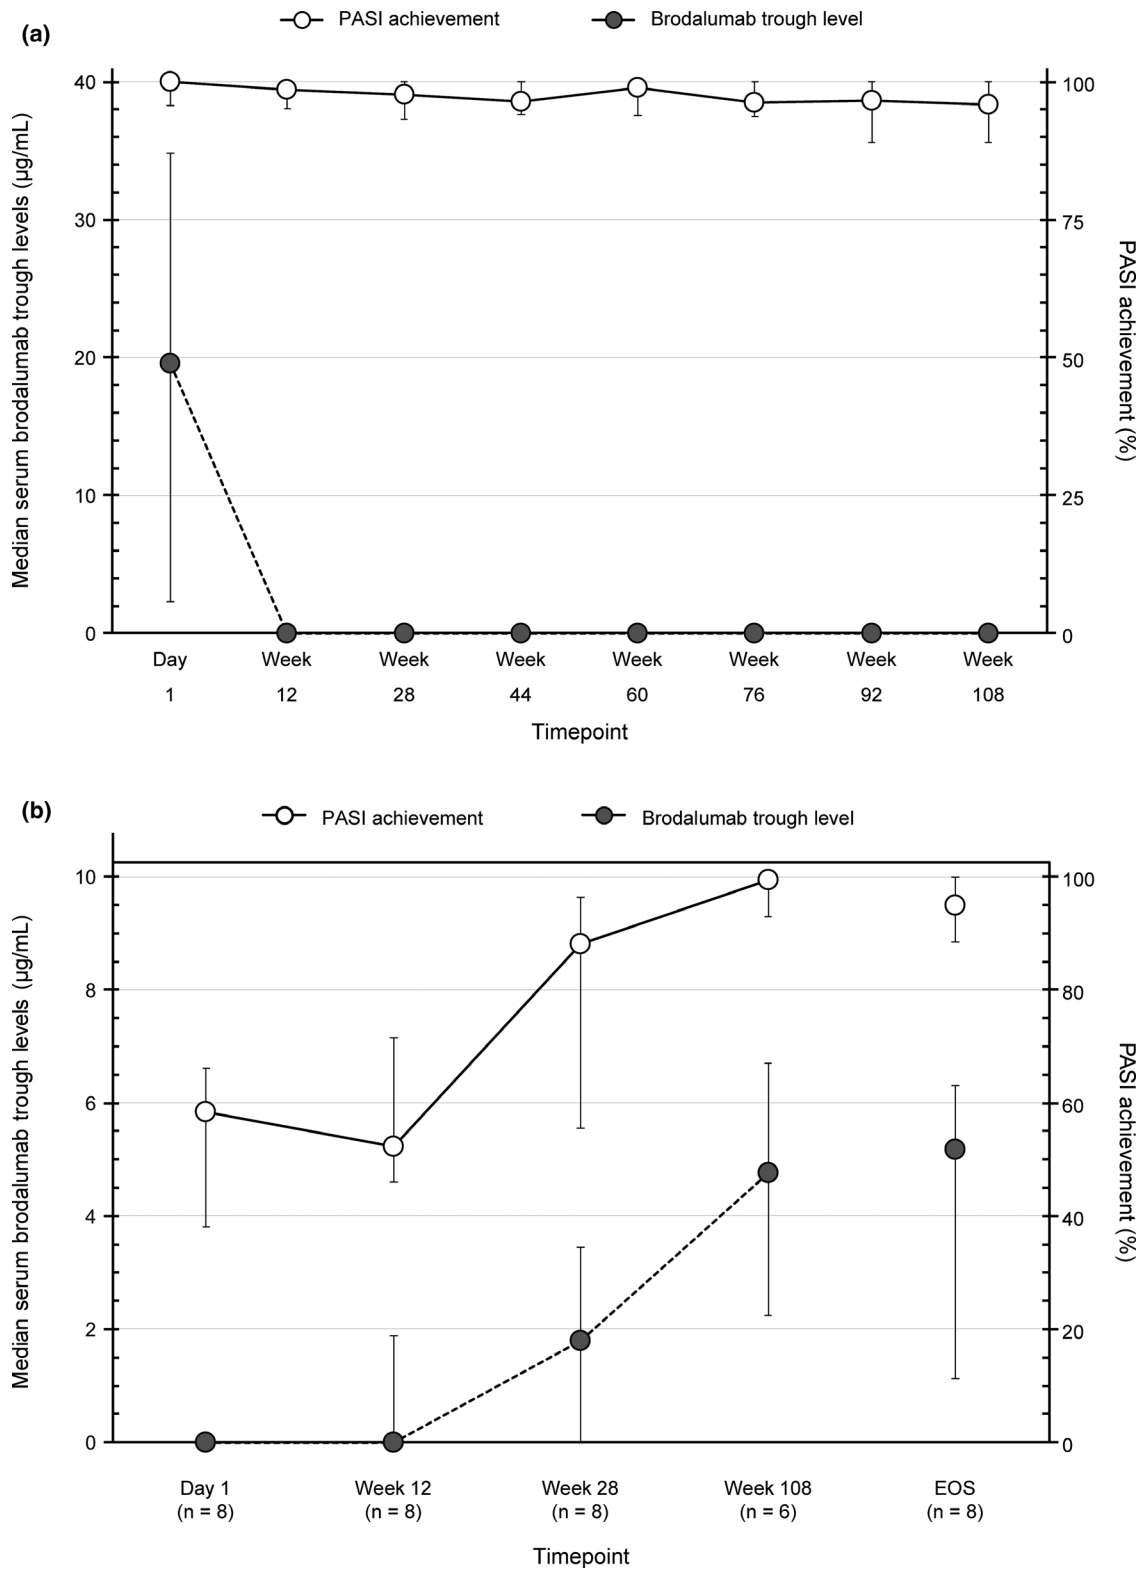 (a)
PASI achievement
Brodalumab trough level
Median serum brodalumab trough levels (μg/mL)
40
30
20
10
0
100
75
50
25
0
PASI achievement (%)
Day Week Week Week Week Week Week Week
1 12 28 44 60 76 92 108
Timepoint
(b)
PASI achievement
Brodalumab trough level
Median serum brodalumab trough levels (μg/mL)
10
8
6
4
2
0
100
80
60
40
20
0
PASI achievement (%)
Day 1 Week 12 Week 28 Week 108 EOS
(n = 8) (n = 8) (n = 8) (n = 6) (n = 8)
Timepoint